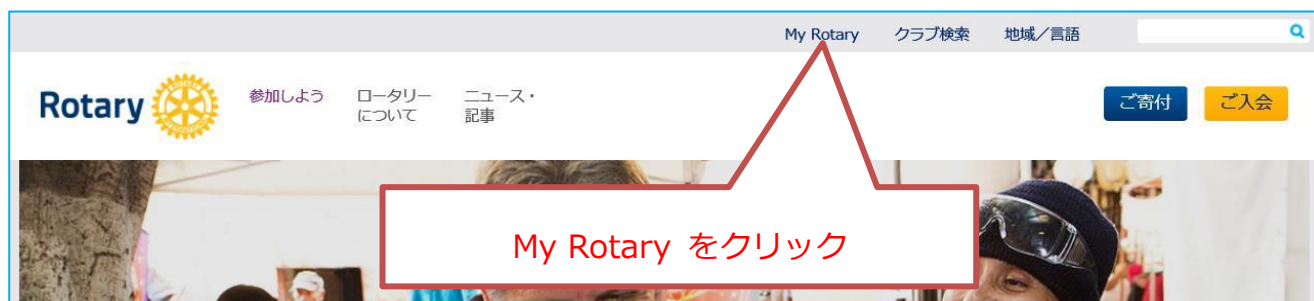 My Rotary クラブ検索 地域／言語
Rotary
参加しよう
ロータリー
について
ニュース・
記事
ご寄付
ご入会
My Rotary をクリック